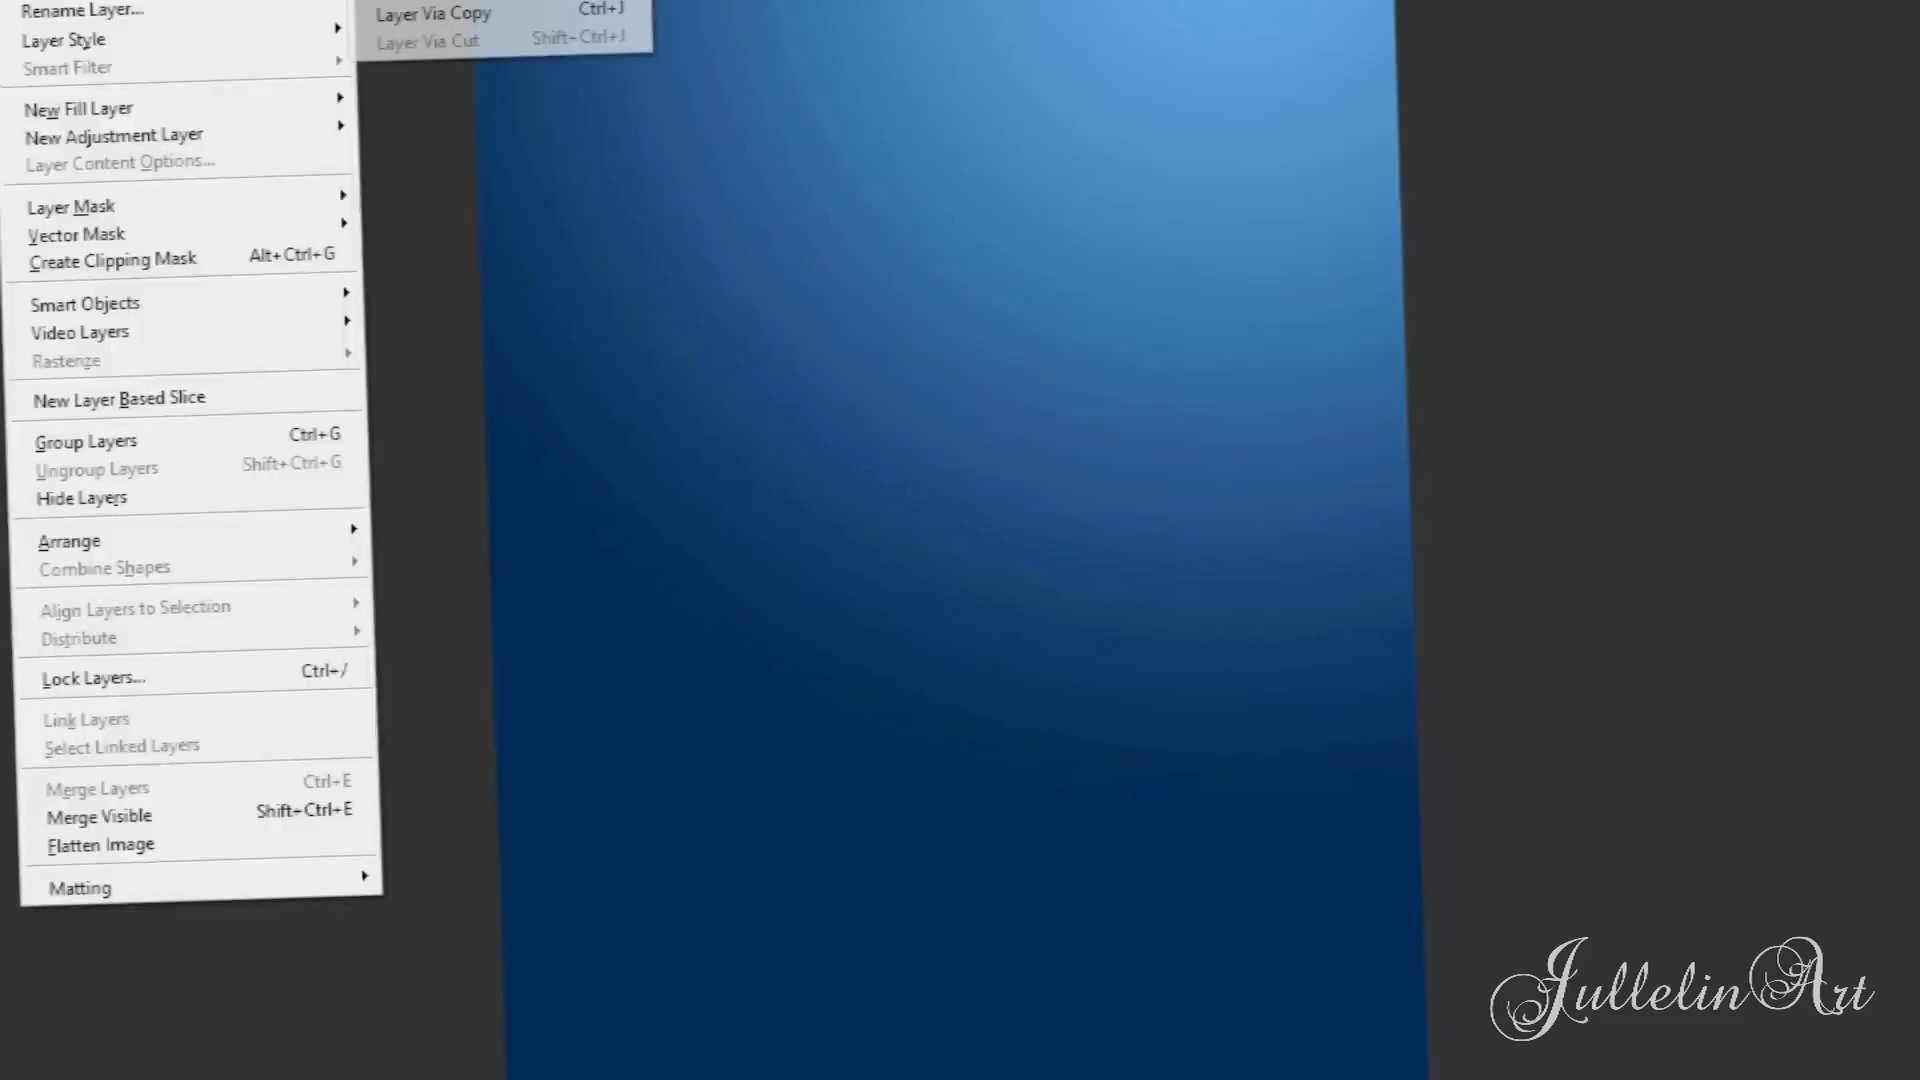 Rename Layer...
Layer Style
Smart Filter
New Fill Layer
New Adjustment Layer
Layer Content Options...
Layer Mask
Vector Mask
Create Clipping Mask Alt+Ctrl+G
Smart Objects
Video Layers
Rasterize
New Layer Based Slice
Group Layers Ctrl+G
Ungroup Layers Shift+Ctrl+G
Hide Layers
Arrange
Combine Shapes
Align Layers to Selection
Distribute
Lock Layers... Ctrl+/
Link Layers
Select Linked Layers
Merge Layers Ctrl+E
Merge Visible Shift+Ctrl+E
Flatten Image
Matting
Layer Via Copy Ctrl+J
Layer Via Cut Shift+Ctrl+J
JullelinArt